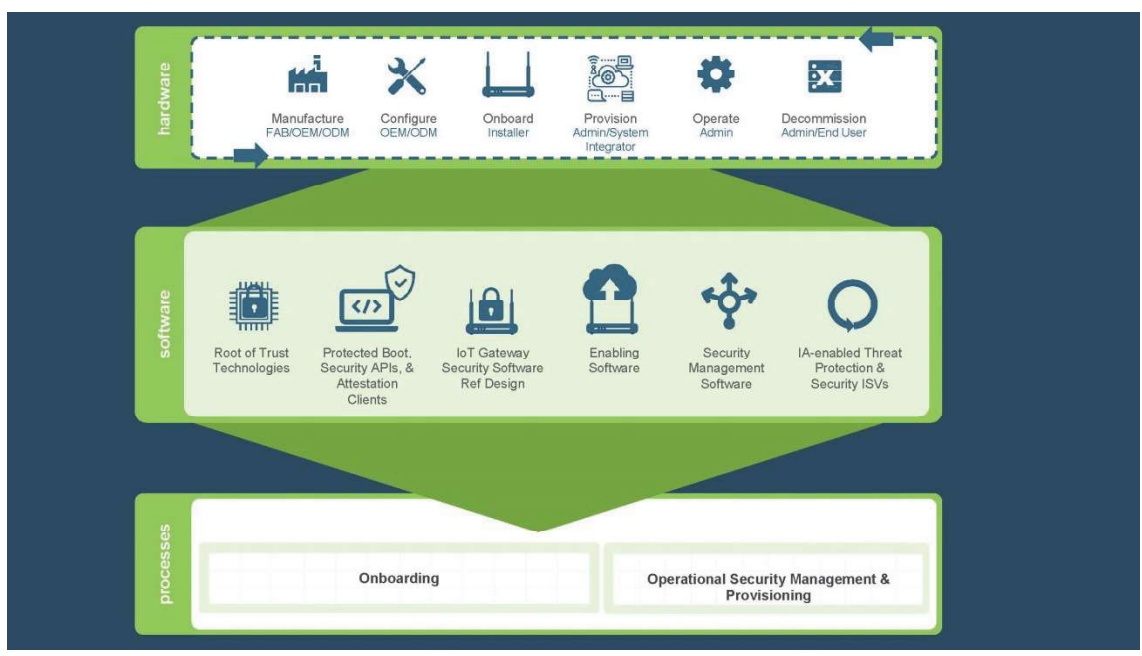 hardware
Manufacture
FAB/OEM/ODM
Configure
OEM/ODM
Onboard
Installer
Provision
Admin/System
Integrator
Operate
Admin
Decommission
Admin/End User
software
Root of Trust
Technologies
Protected Boot,
Security APIs, &
Attestation
Clients
IoT Gateway
Security Software
Ref Design
Enabling
Software
Security
Management
Software
IA-enabled Threat
Protection &
Security ISVs
processes
Onboarding
Operational Security Management &
Provisioning